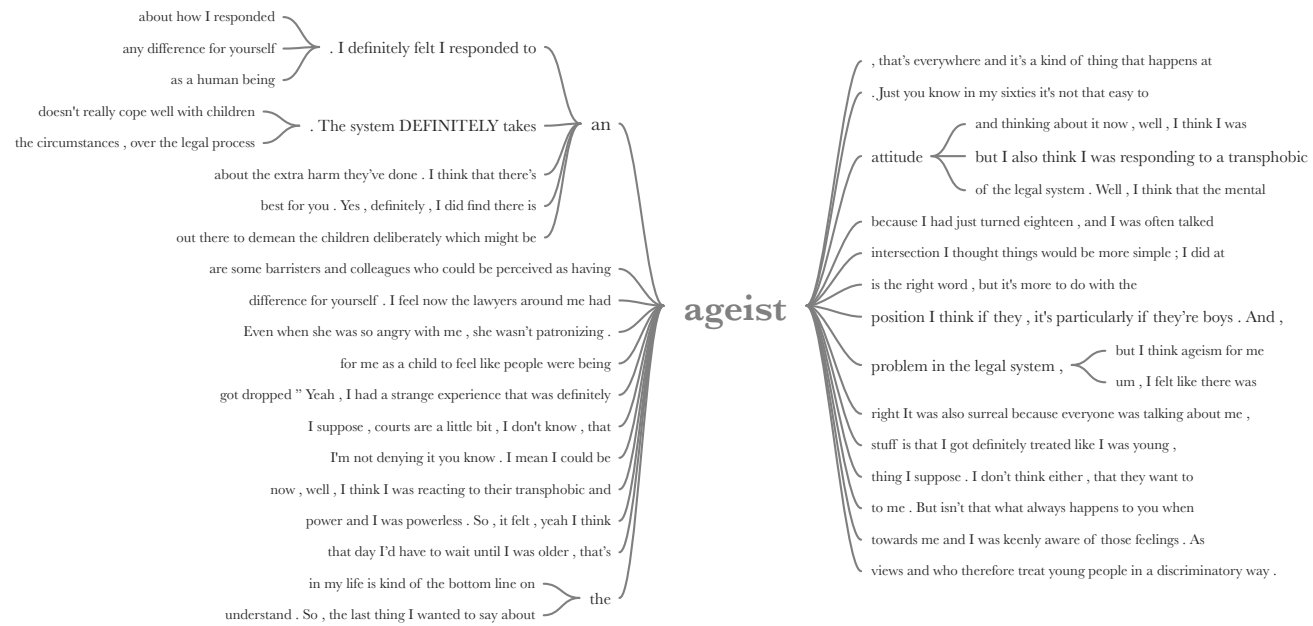 about how I responded
any difference for yourself
as a human being
. I definitely felt I responded to
doesn't really cope well with children
the circumstances , over the legal process
. The system DEFINITELY takes
about the extra harm they’ve done . I think that there’s
best for you . Yes , definitely , I did find there is
out there to demean the children deliberately which might be
an
are some barristers and colleagues who could be perceived as having
difference for yourself . I feel now the lawyers around me had
Even when she was so angry with me , she wasn’t patronizing .
for me as a child to feel like people were being
got dropped ” Yeah , I had a strange experience that was definitely
I suppose , courts are a little bit , I don't know , that
I'm not denying it you know . I mean I could be
now , well , I think I was reacting to their transphobic and
power and I was powerless . So , it felt , yeah I think
that day I’d have to wait until I was older , that’s
in my life is kind of the bottom line on
understand . So , the last thing I wanted to say about
the
ageist
, that’s everywhere and it’s a kind of thing that happens at
. Just you know in my sixties it's not that easy to
attitude
and thinking about it now , well , I think I was
but I also think I was responding to a transphobic
of the legal system . Well , I think that the mental
because I had just turned eighteen , and I was often talked
intersection I thought things would be more simple ; I did at
is the right word , but it's more to do with the
position I think if they , it's particularly if they’re boys . And ,
problem in the legal system ,
but I think ageism for me
um , I felt like there was
right It was also surreal because everyone was talking about me ,
stuff is that I got definitely treated like I was young ,
thing I suppose . I don’t think either , that they want to
to me . But isn’t that what always happens to you when
towards me and I was keenly aware of those feelings . As
views and who therefore treat young people in a discriminatory way .